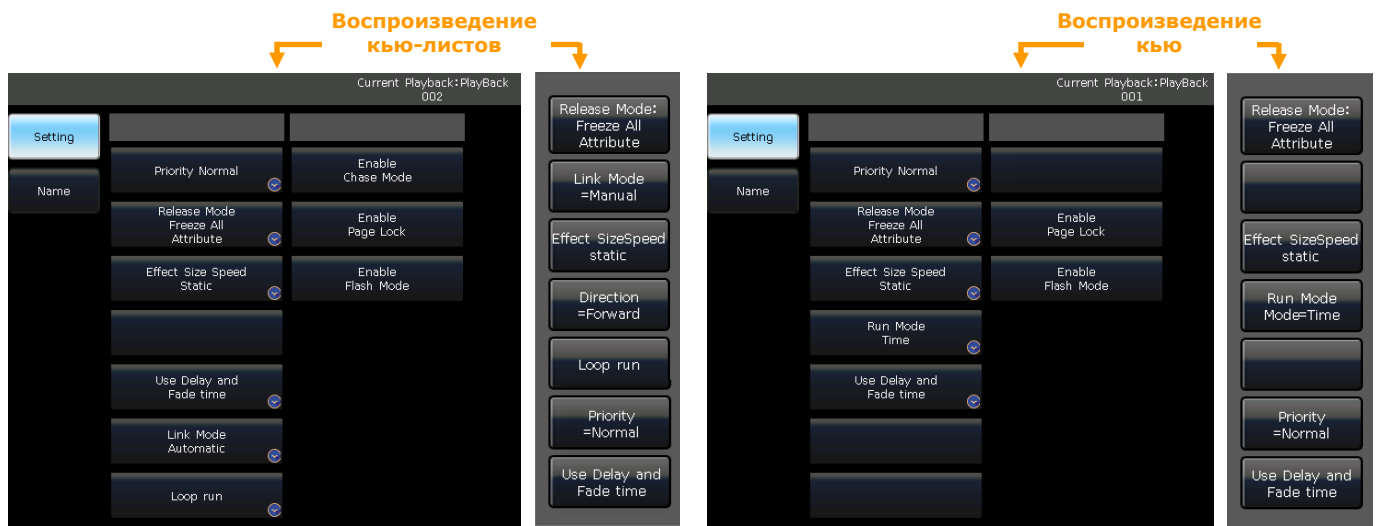 Воспроизведение
кью-листов
Current Playback:PlayBack
002
Setting
Name
Priority Normal
Release Mode
Freeze All
Attribute
Effect Size Speed
Static
Use Delay and
Fade time
Link Mode
Automatic
Loop run
Enable
Chase Mode
Enable
Page Lock
Enable
Flash Mode
Release Mode:
Freeze All
Attribute
Link Mode
=Manual
Effect SizeSpeed
static
Direction
=Forward
Loop run
Priority
=Normal
Use Delay and
Fade time
Воспроизведение
кью
Current Playback:PlayBack
001
Setting
Name
Priority Normal
Release Mode
Freeze All
Attribute
Effect Size Speed
Static
Run Mode
Time
Use Delay and
Fade time
Enable
Page Lock
Enable
Flash Mode
Release Mode:
Freeze All
Attribute
Effect SizeSpeed
static
Run Mode
Mode=Time
Priority
=Normal
Use Delay and
Fade time